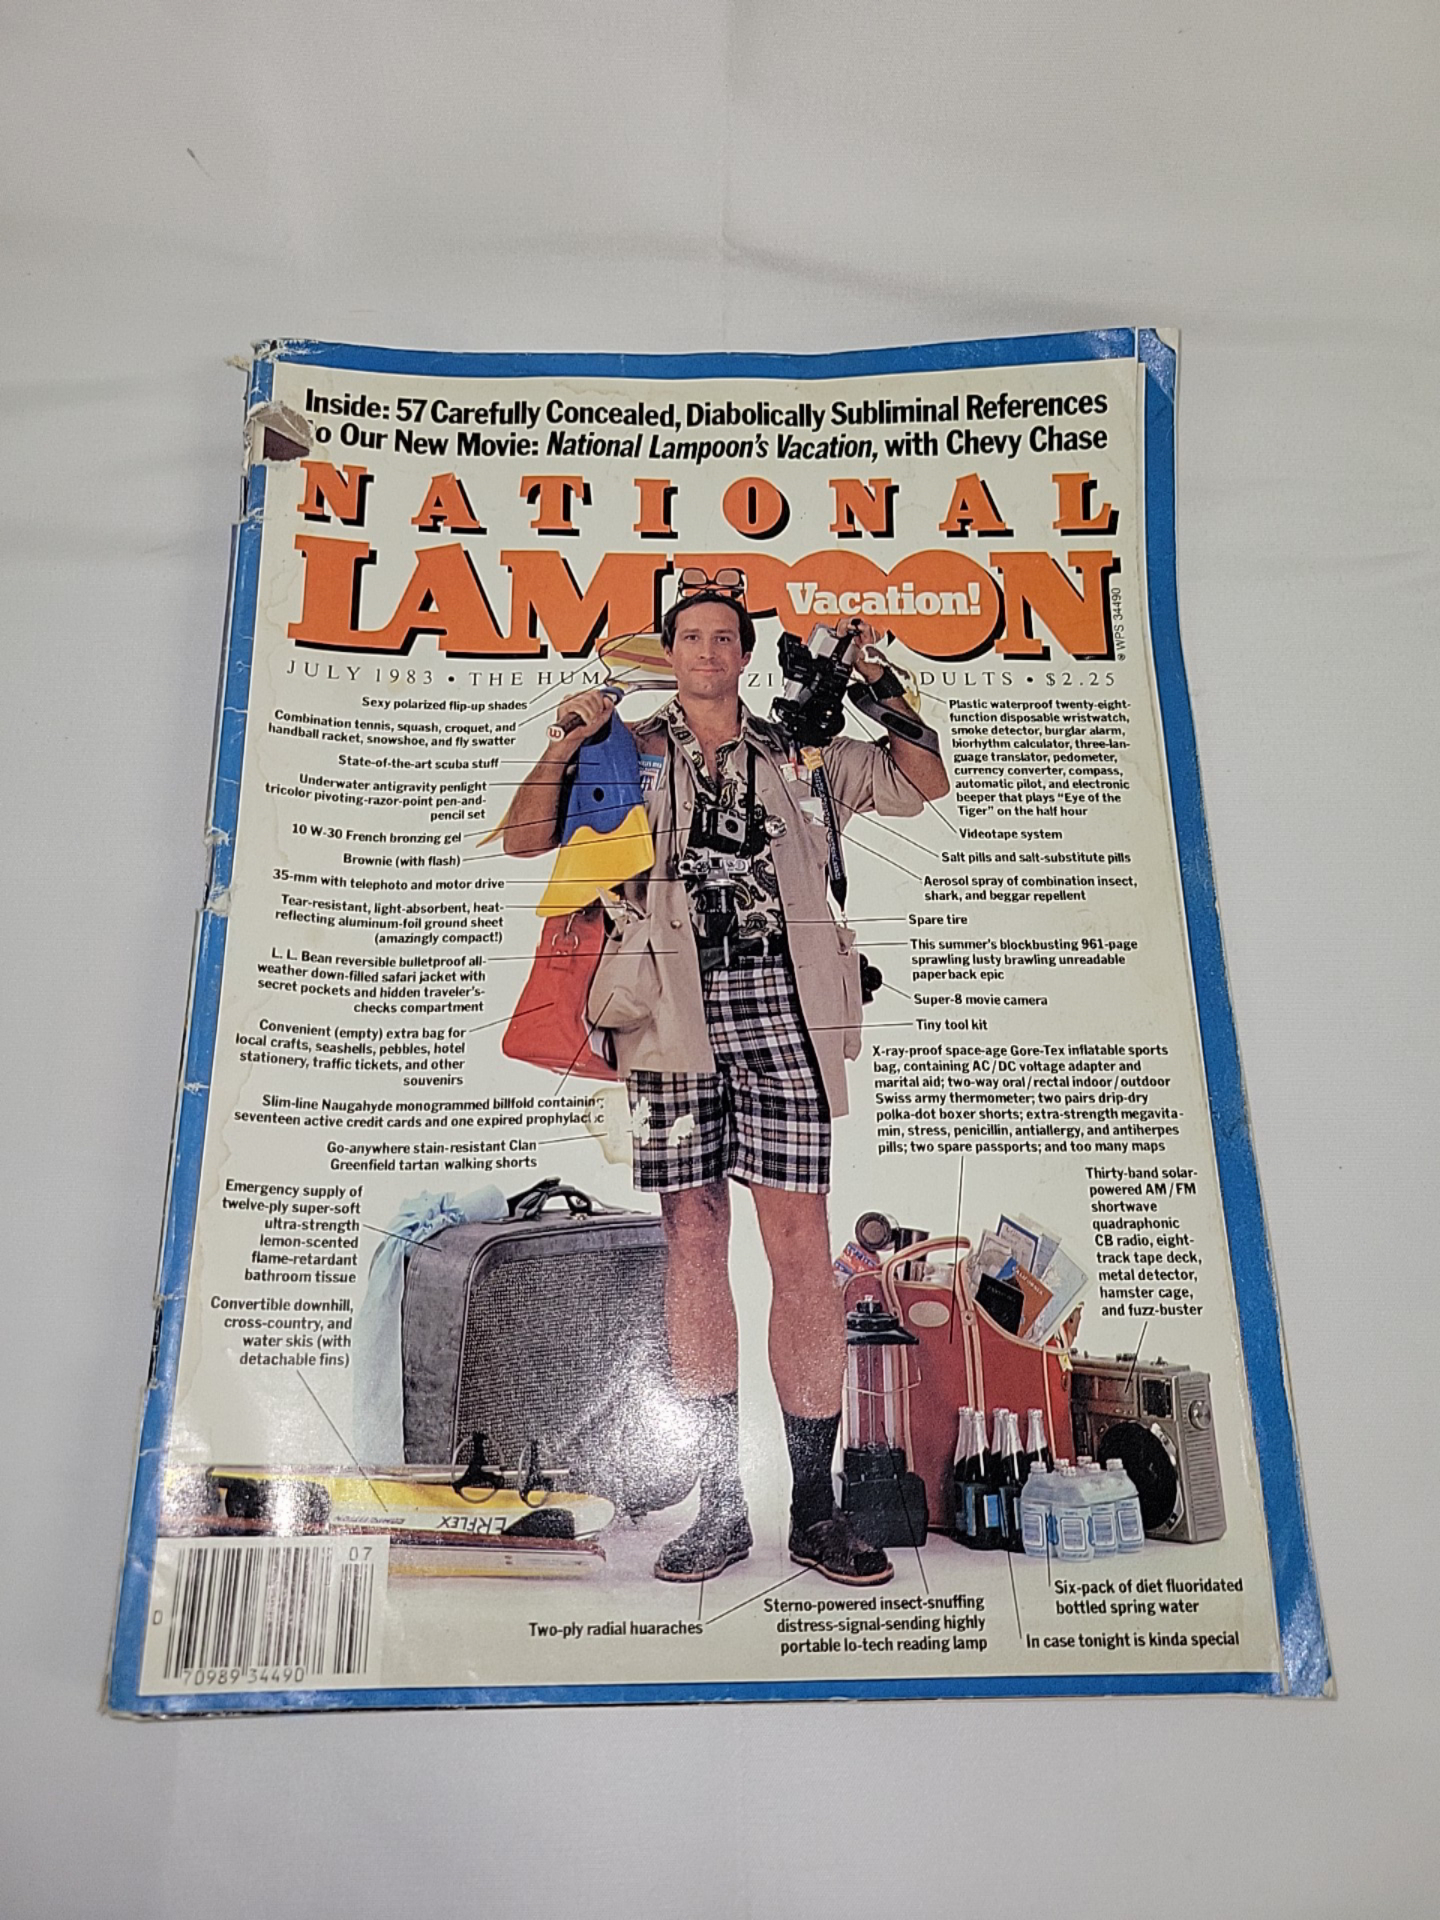 Inside: 57 Carefully Concealed, Diabolically Subliminal References
o Our New Movie: National Lampoon's Vacation, with Chevy Chase
NATIONAL
LAMPOON
Vacation!
® WPS 34490
JULY 1983 • THE HUM ZI DULTS • $2.25
Sexy polarized flip-up shades
Combination tennis, squash, croquet, and
handball racket, snowshoe, and fly swatter
State-of-the-art scuba stuff
Underwater antigravity penlight
tricolor pivoting-razor-point pen-and-
pencil set
10 W-30 French bronzing gel
Brownie (with flash)
35-mm with telephoto and motor drive
Tear-resistant, light-absorbent, heat-
reflecting aluminum-foil ground sheet
(amazingly compact!)
L. L. Bean reversible bulletproof all-
weather down-filled safari jacket with
secret pockets and hidden traveler's-
checks compartment
Convenient (empty) extra bag for
local crafts, seashells, pebbles, hotel
stationery, traffic tickets, and other
souvenirs
Slim-line Naugahyde monogrammed billfold containing
seventeen active credit cards and one expired prophylactic
Go-anywhere stain-resistant Clan
Greenfield tartan walking shorts
Emergency supply of
twelve-ply super-soft
ultra-strength
lemon-scented
flame-retardant
bathroom tissue
Convertible downhill,
cross-country, and
water skis (with
detachable fins)
Plastic waterproof twenty-eight-
function disposable wristwatch,
smoke detector, burglar alarm,
biorhythm calculator, three-lan-
guage translator, pedometer,
currency converter, compass,
automatic pilot, and electronic
beeper that plays "Eye of the
Tiger" on the half hour
Videotape system
Salt pills and salt-substitute pills
Aerosol spray of combination insect,
shark, and beggar repellent
Spare tire
This summer's blockbusting 961-page
sprawling lusty brawling unreadable
paperback epic
Super-8 movie camera
Tiny tool kit
X-ray-proof space-age Gore-Tex inflatable sports
bag, containing AC/DC voltage adapter and
marital aid; two-way oral/rectal indoor/outdoor
Swiss army thermometer; two pairs drip-dry
polka-dot boxer shorts; extra-strength megavita-
min, stress, penicillin, antiallergy, and antiherpes
pills; two spare passports; and too many maps
Thirty-band solar-
powered AM/FM
shortwave
quadraphonic
CB radio, eight-
track tape deck,
metal detector,
hamster cage,
and fuzz-buster
ERFLEX
COMPETITION
07
0
70989 34490
Two-ply radial huaraches
Sterno-powered insect-snuffing
distress-signal-sending highly
portable lo-tech reading lamp
Six-pack of diet fluoridated
bottled spring water
In case tonight is kinda special